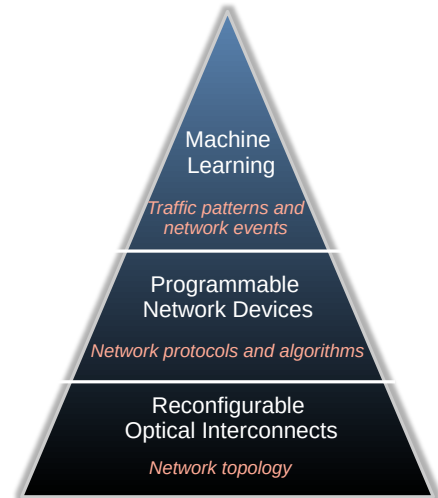 Machine
Learning
Traffic patterns and
network events
Programmable
Network Devices
Network protocols and algorithms
Reconfigurable
Optical Interconnects
Network topology